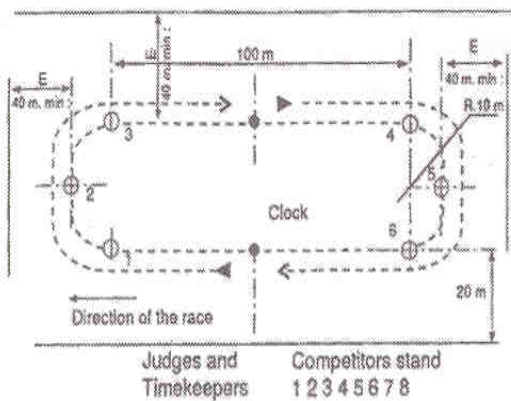 E
40 m. min :
100 m
E
40 m. min :
E
40 m. min :
R.10 m
3
4
2
5
Clock
1
6
20 m
Direction of the race
Judges and Timekeepers
Competitors stand
1 2 3 4 5 6 7 8